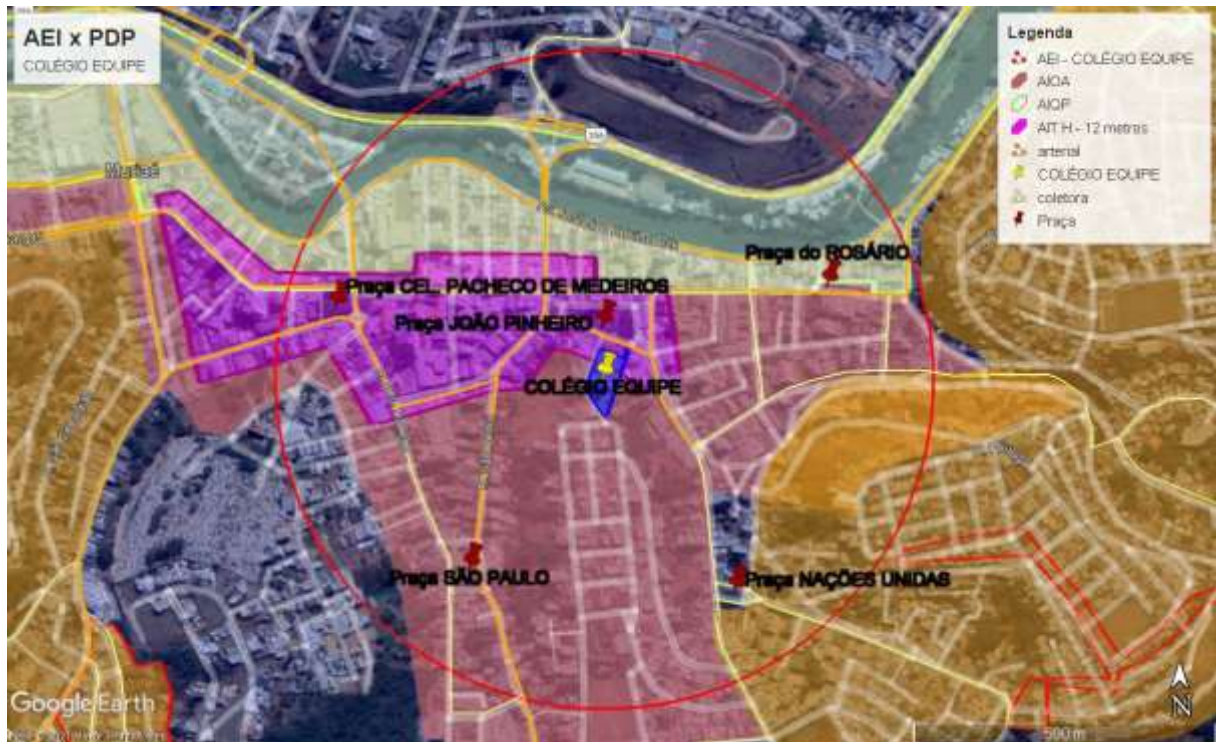 AEI x PDP
COLÉGIO EQUIPE
Legenda
AEI - COLÉGIO EQUIPE
AIOA
AIOP
AIT H - 12 metros
arterial
COLÉGIO EQUIPE
coletora
Praça
Muriaé
356
Praça do ROSÁRIO
Praça CEL. PACHECO DE MEDEIROS
Praça JOÃO PINHEIRO
COLÉGIO EQUIPE
Praça SÃO PAULO
Praça NAÇÕES UNIDAS
Google Earth
N
500 m